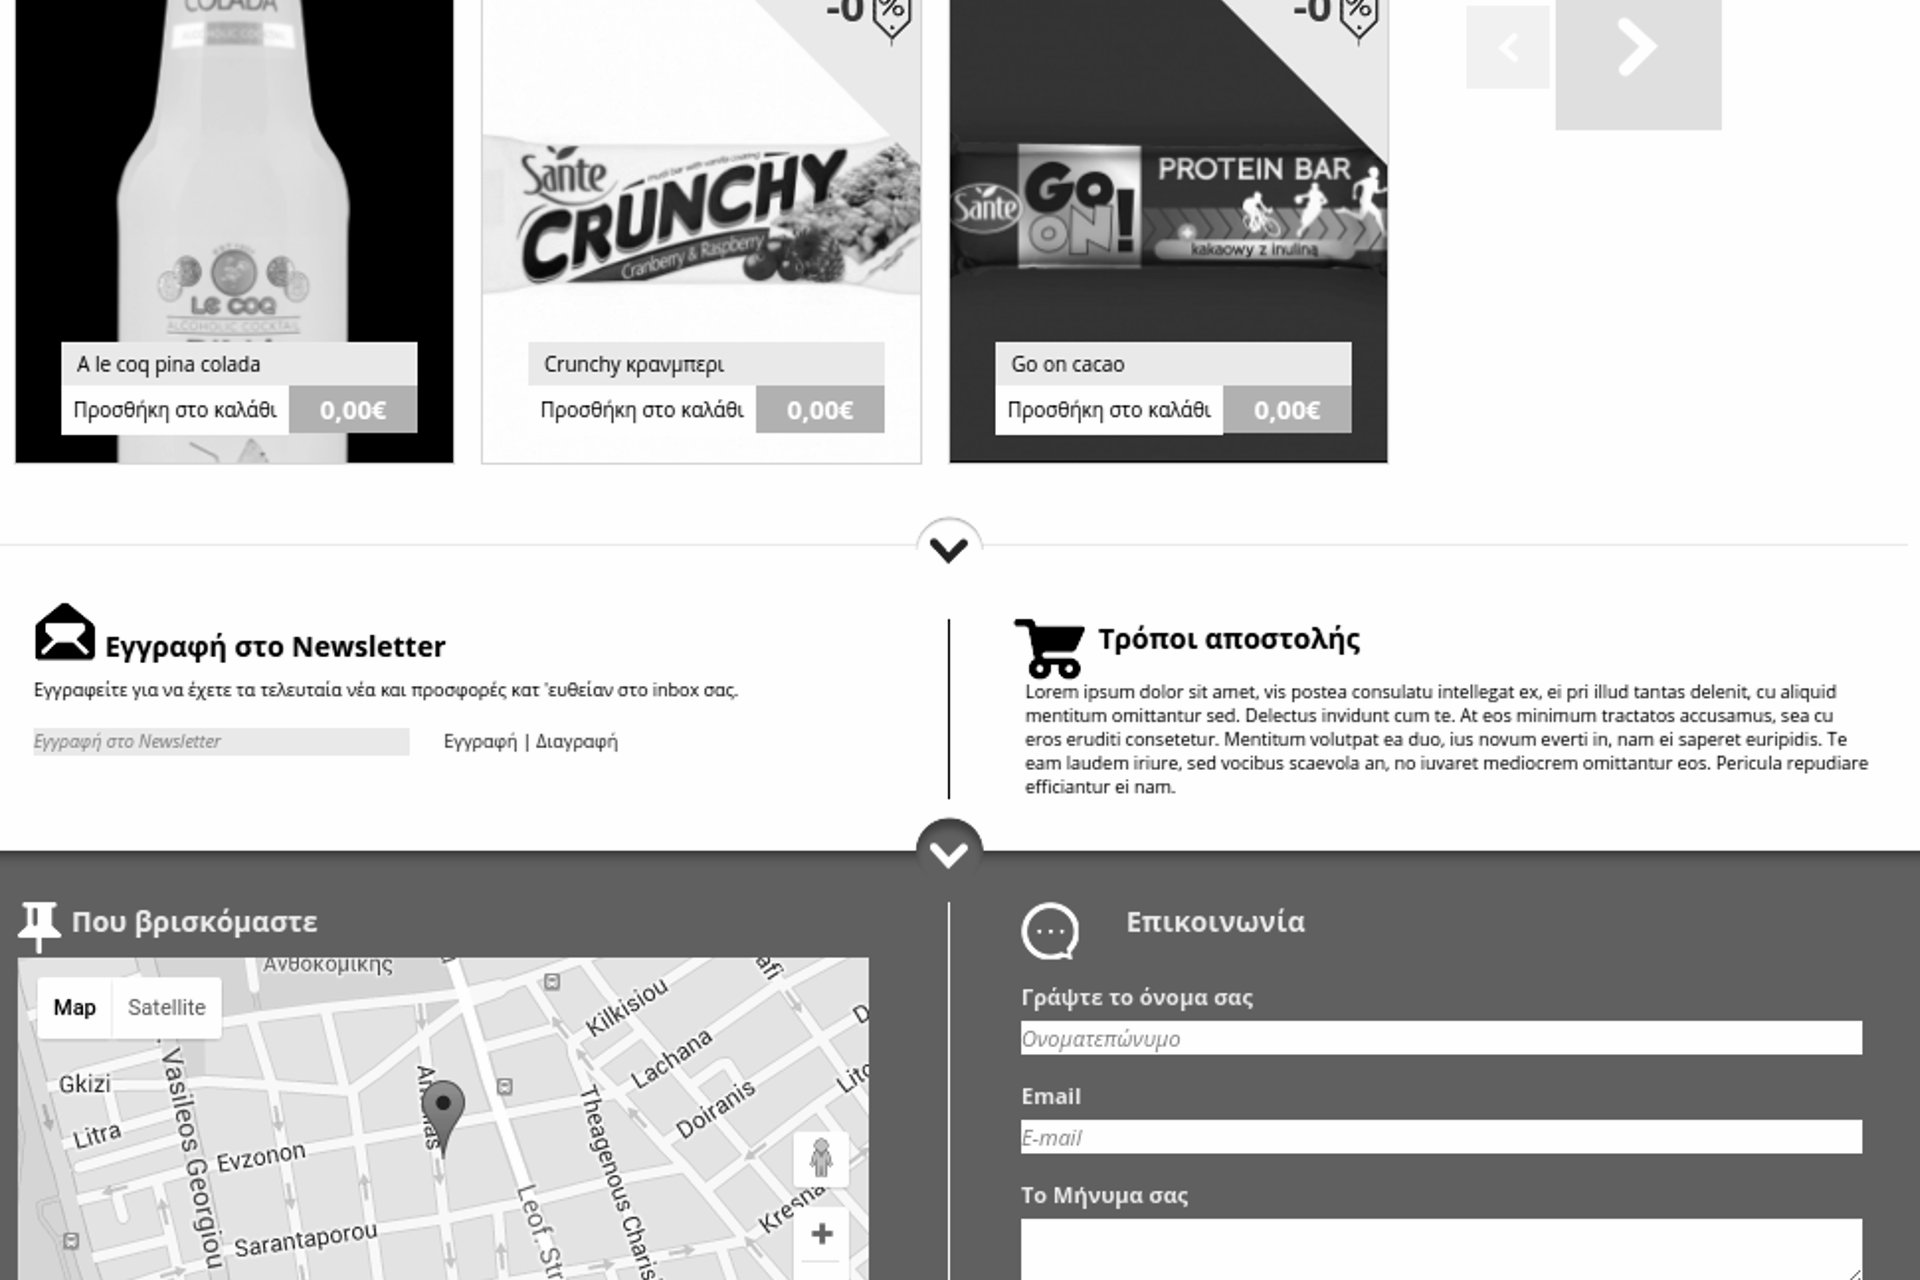 COLADA
ALCOHOLIC COCKTAIL
LE COQ
ALCOHOLIC COCKTAIL
A le coq pina colada
Προσθήκη στο καλάθι 0,00€
-0 %
Sante
CRUNCHY
Cranberry & Raspberry
Crunchy κρανμπερι
Προσθήκη στο καλάθι 0,00€
-0 %
Sante
GO ON!
PROTEIN BAR
kakaowy z inuliną
Go on cacao
Προσθήκη στο καλάθι 0,00€
Εγγραφή στο Newsletter
Εγγραφείτε για να έχετε τα τελευταία νέα και προσφορές κατ 'ευθείαν στο inbox σας.
Εγγραφή στο Newsletter
Εγγραφή | Διαγραφή
Τρόποι αποστολής
Lorem ipsum dolor sit amet, vis postea consulatu intellegat ex, ei pri illud tantas delenit, cu aliquid
mentitum omittantur sed. Delectus invidunt cum te. At eos minimum tractatos accusamus, sea cu
eros eruditi consetetur. Mentitum volutpat ea duo, ius novum everti in, nam ei saperet euripidis. Te
eam laudem iriure, sed vocibus scaevola an, no iuvaret mediocrem omittantur eos. Pericula repudiare
efficiantur ei nam.
Που βρισκόμαστε
Ανθοκομικής
Map
Satellite
Kilkisiou
Lachana
Gkizi
Vasileos Georgiou
Litra
Doiranis
Theagenous Charis
Evzonon
Leof. Str
Kresna
Sarantaporou
+
Επικοινωνία
Γράψτε το όνομα σας
Ονοματεπώνυμο
Email
E-mail
Το Μήνυμα σας